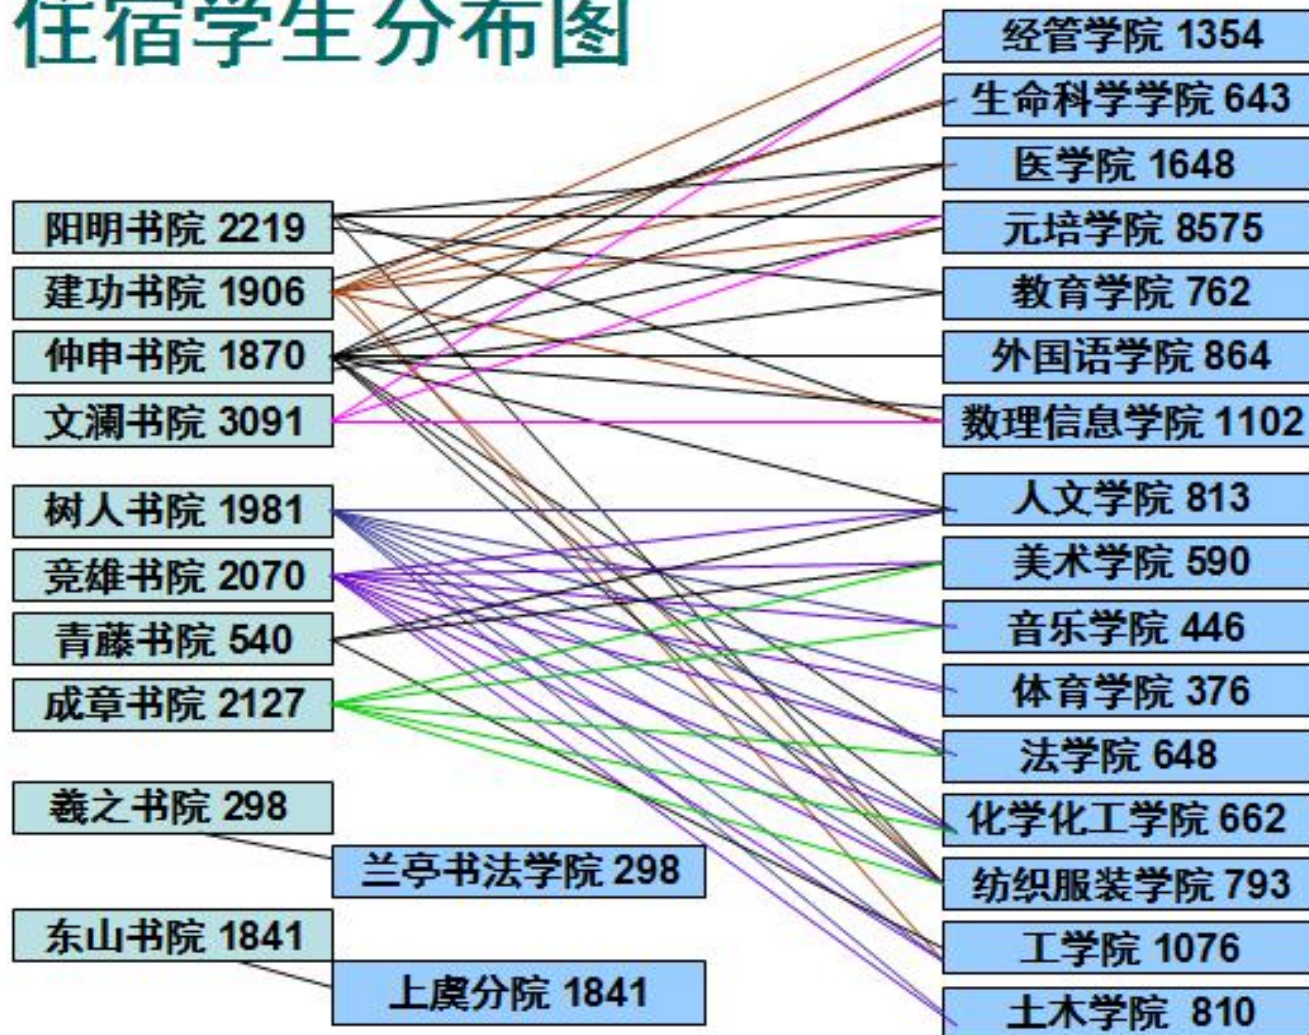 住宿学生分布图
阳明书院 2219
建功书院 1906
仲申书院 1870
文澜书院 3091
树人书院 1981
竞雄书院 2070
青藤书院 540
成章书院 2127
羲之书院 298
兰亭书法学院 298
东山书院 1841
上虞分院 1841
经管学院 1354
生命科学学院 643
医学院 1648
元培学院 8575
教育学院 762
外国语学院 864
数理信息学院 1102
人文学院 813
美术学院 590
音乐学院 446
体育学院 376
法学院 648
化学化工学院 662
纺织服装学院 793
工学院 1076
土木学院 810